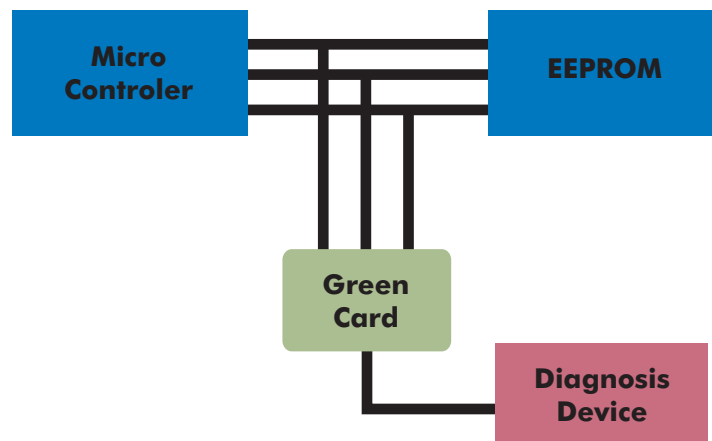 Micro
Controler
EEPROM
Green
Card
Diagnosis
Device